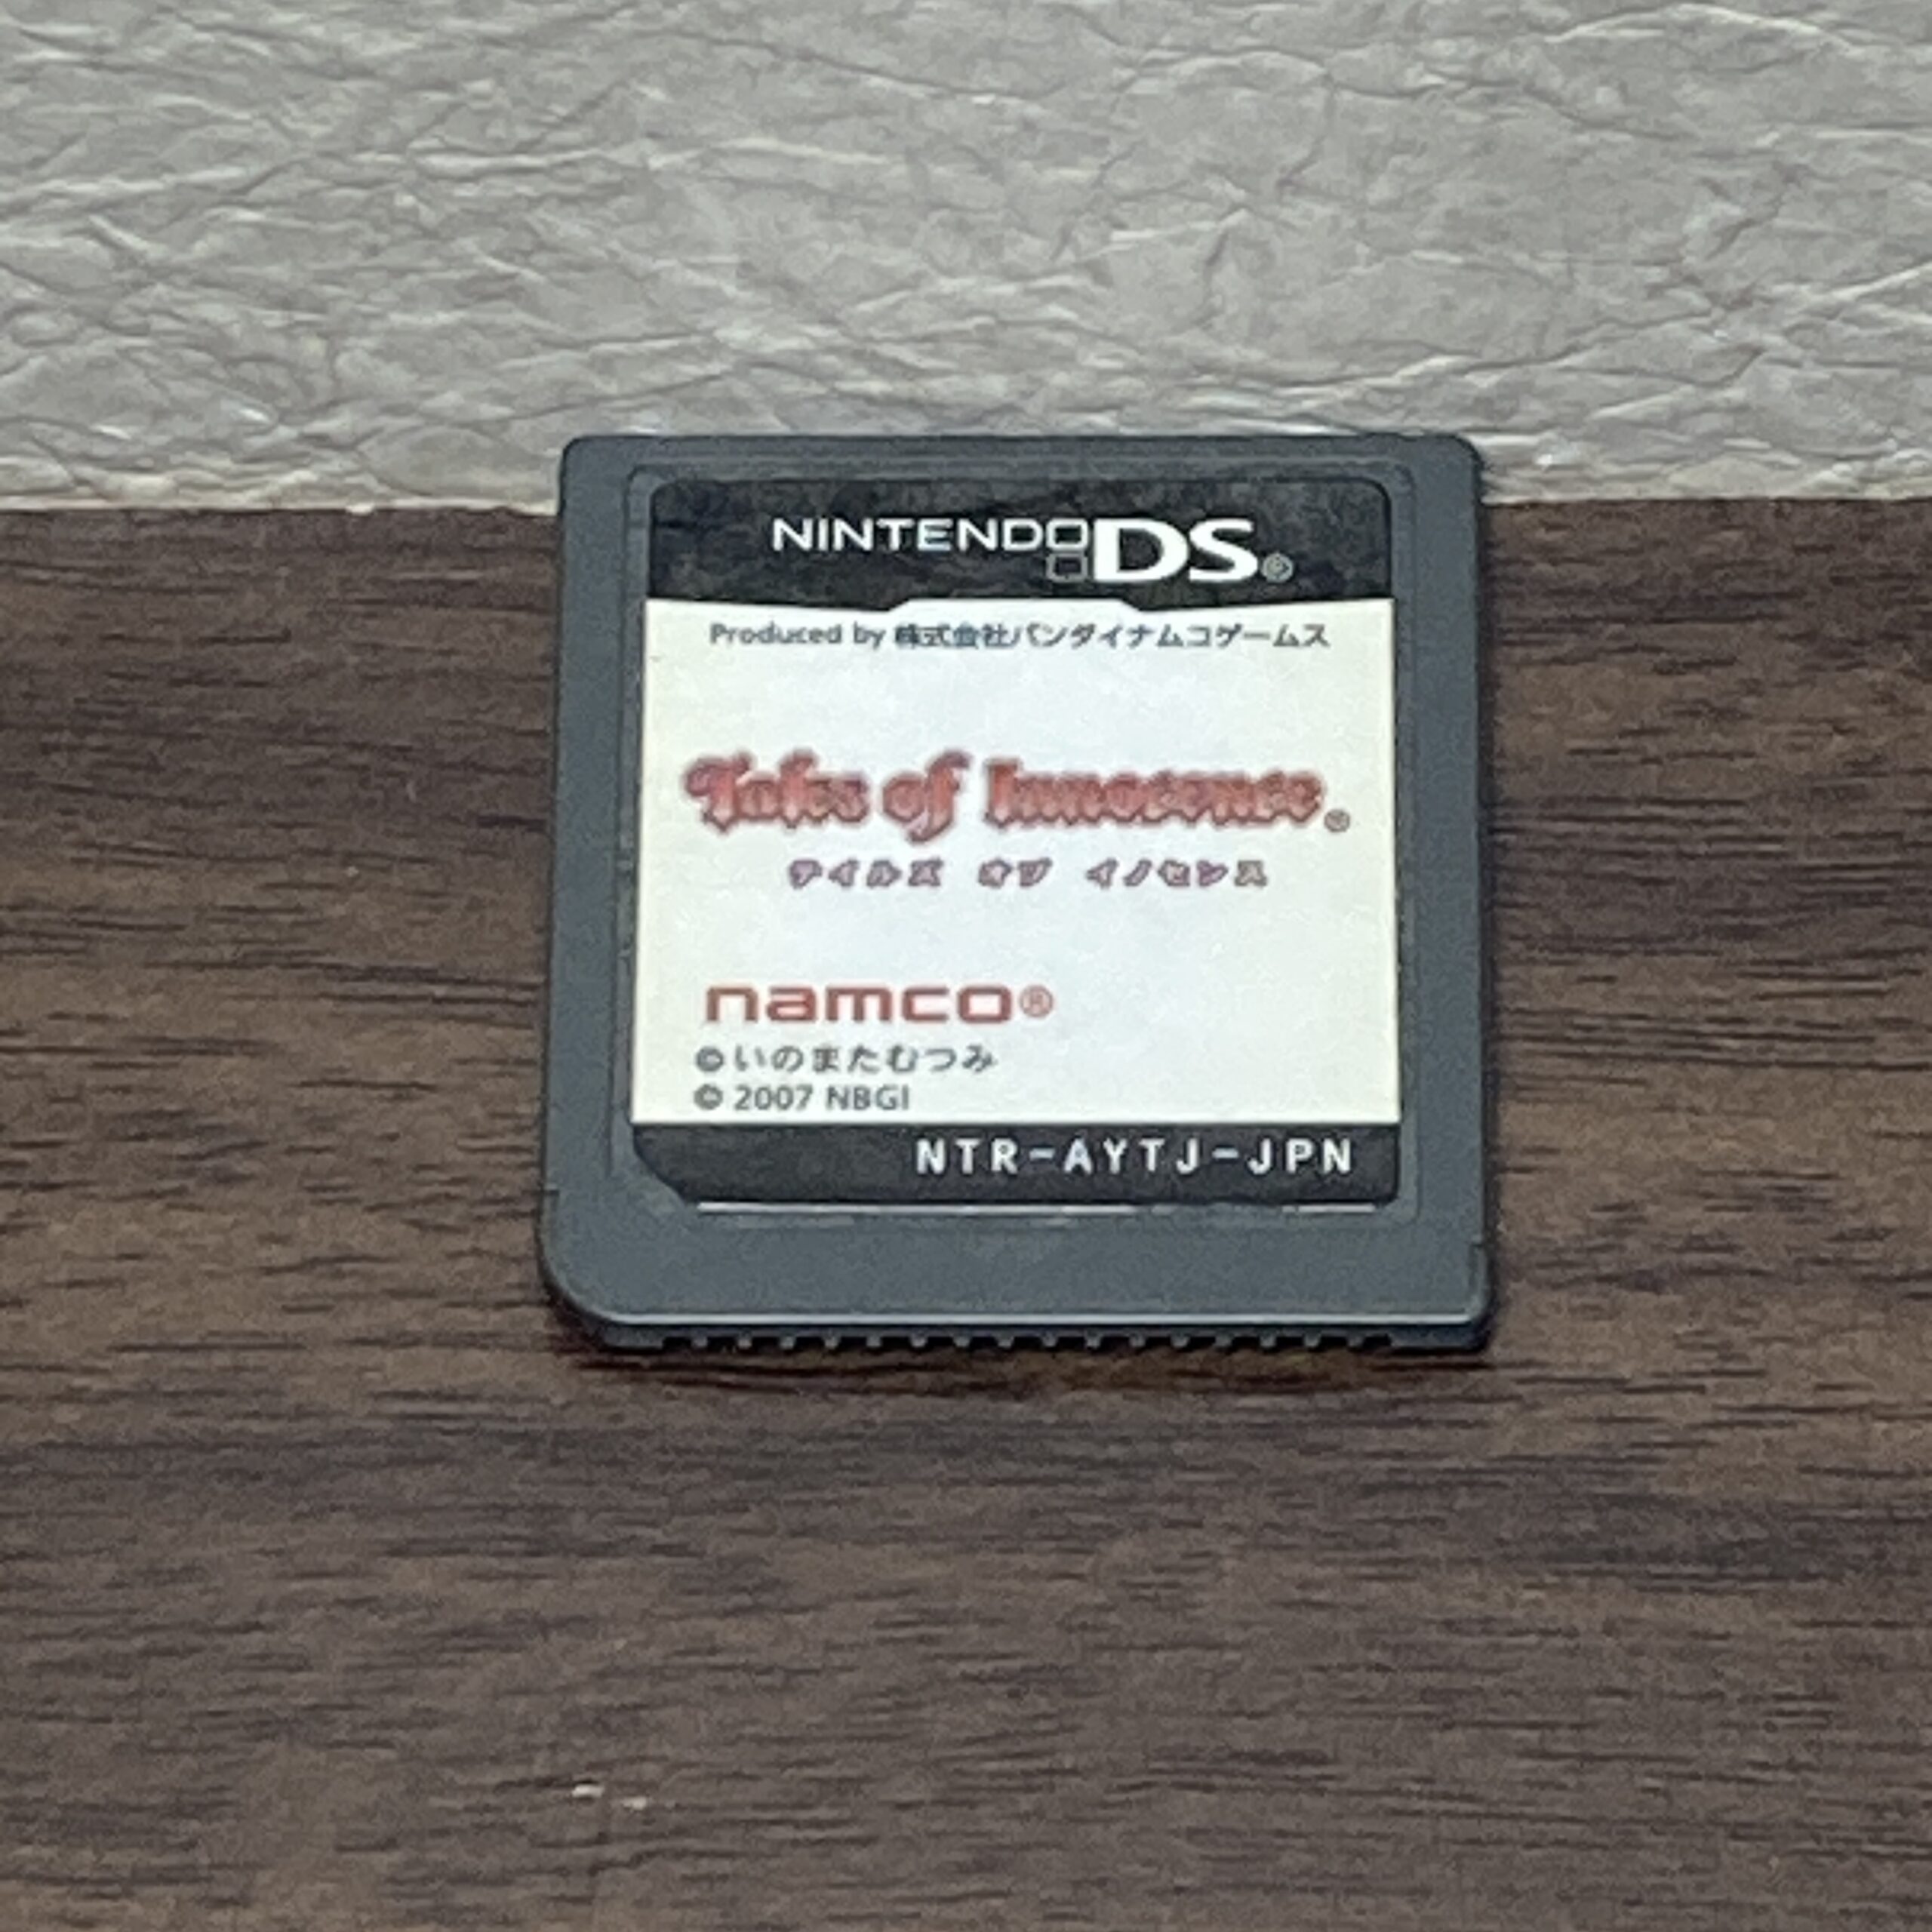 NINTENDO DS®
Produced by 株式会社バンダイナムコゲームス
Tales of Innocence®
テイルズ オブ イノセンス
namco®
© いのまたむつみ
© 2007 NBGI
NTR-AYTJ-JPN